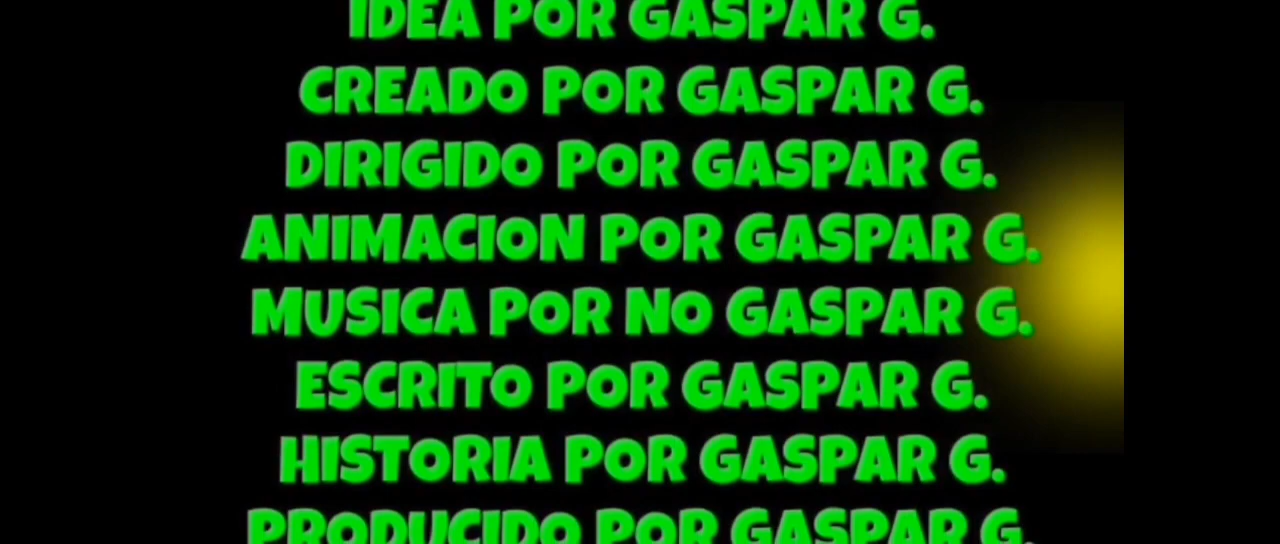 IDEA POR GASPAR G.
CREADO POR GASPAR G.
DIRIGIDO POR GASPAR G.
ANIMACION POR GASPAR G.
MUSICA POR NO GASPAR G.
ESCRITO POR GASPAR G.
HISTORIA POR GASPAR G.
PRODUCIDO POR GASPAR G.